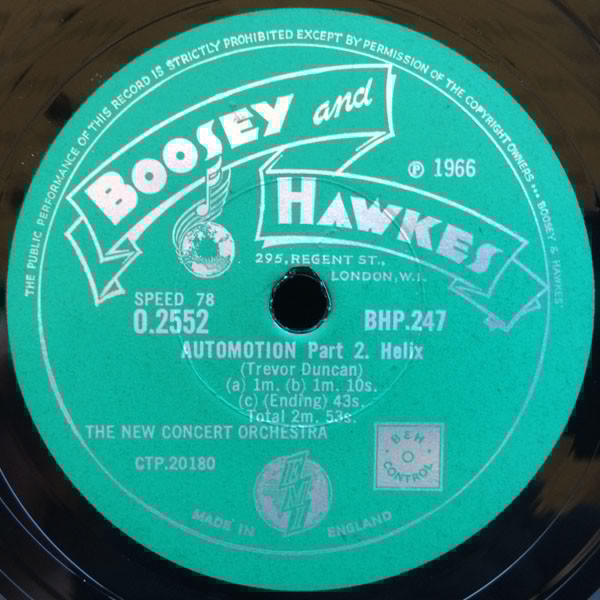 THE PUBLIC PERFORMANCE OF THIS RECORD IS STRICTLY PROHIBITED EXCEPT BY PERMISSION OF THE COPYRIGHT OWNERS ... BOOSEY & HAWKES
BOOSEY and
HAWKES
℗ 1966
295, REGENT ST.,
LONDON, W.1.
SPEED 78
O.2552
BHP.247
AUTOMOTION Part 2. Helix
(Trevor Duncan)
(a) 1m. (b) 1m. 10s.
(c) (Ending) 43s.
Total 2m. 53s.
THE NEW CONCERT ORCHESTRA
CTP.20180
B & H
CONTROL
EMI
MADE IN ENGLAND